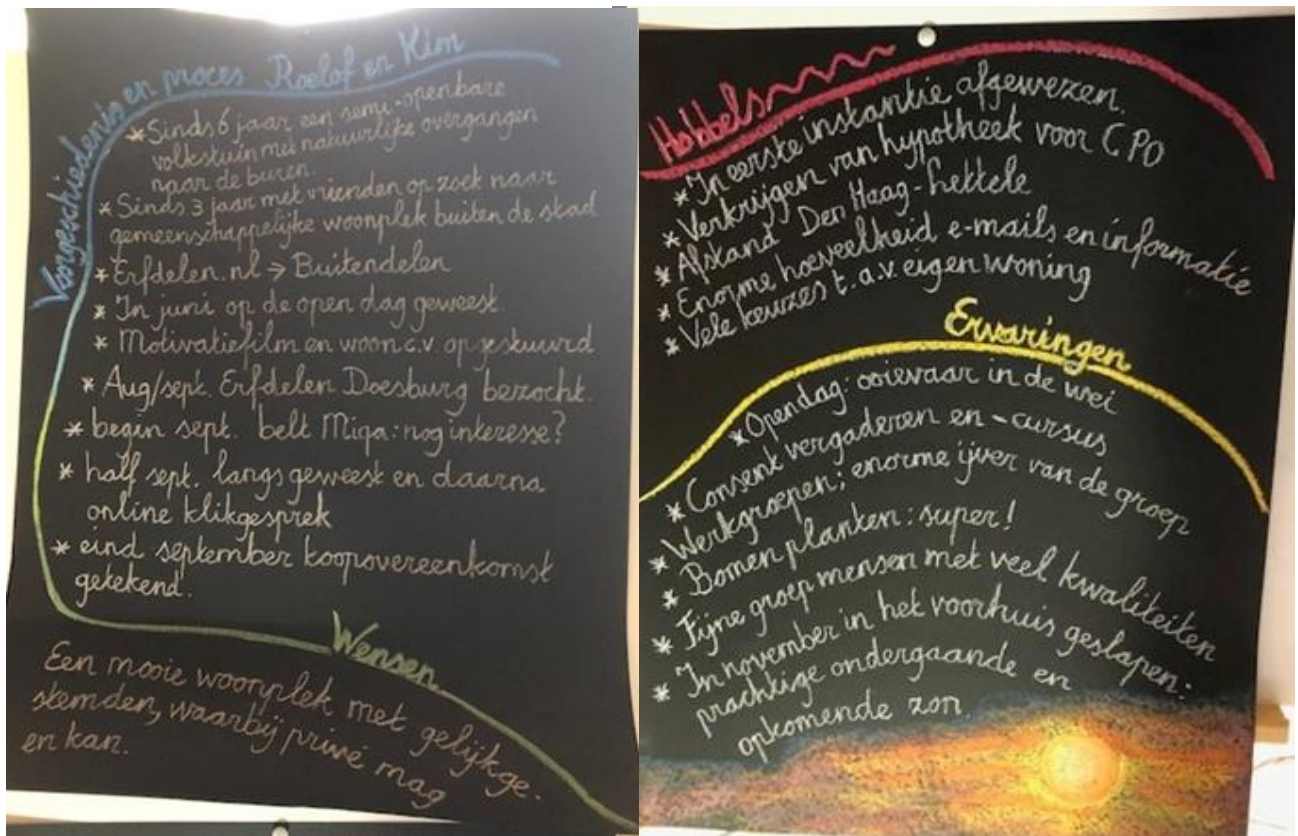 Voorgeschiedenis en proces Roelof en Kim
* Sinds 6 jaar een semi-openbare
volkstuin met natuurlijke overgangen
naar de buren.
* Sinds 3 jaar met vrienden op zoek naar
gemeenschappelijke woonplek buiten de stad
* Erfdelen.nl → Buitendelen
* In juni op de open dag geweest.
* Motivatiefilm en woon c.v. opgestuurd
* Aug/sept. Erfdelen Doesburg bezocht.
* begin sept. belt Miga: nog interesse?
* half sept. langs geweest en daarna
online klikgesprek
* eind september koopovereenkomst
getekend.
Wensen
Een mooie woonplek met gelijkge-
stemden, waarbij privé mag
en kan.
Hobbels
* In eerste instantie afgewezen.
* Verkrijgen van hypotheek voor CPO
* Afstand Den Haag-Hettele
* Enorme hoeveelheid e-mails en informatie
* Vele keuzes t.a.v. eigen woning
Ervaringen
* Opendag: ooievaar in de wei
* Consent vergaderen en -cursus
* Werkgroepen; enorme ijver van de groep
* Bomen planken: super!
* Fijne groep mensen met veel kwaliteiten
* In november in het voorhuis geslapen:
prachtige ondergaande en
opkomende zon.